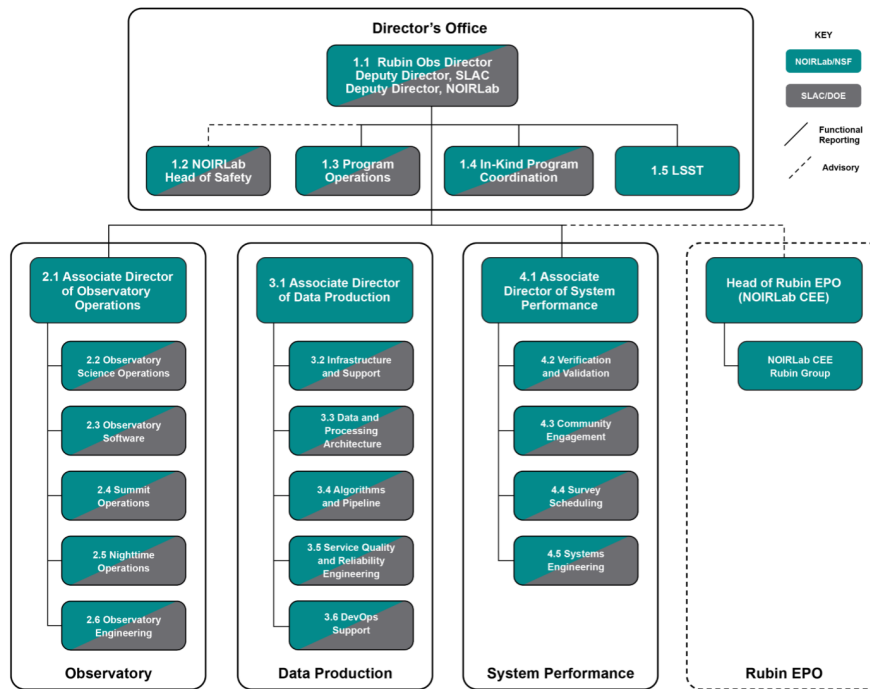 Director's Office
1.1 Rubin Obs Director
Deputy Director, SLAC
Deputy Director, NOIRLab
KEY
NOIRLab/NSF
SLAC/DOE
Functional
Reporting
Advisory
1.2 NOIRLab
Head of Safety
1.3 Program
Operations
1.4 In-Kind Program
Coordination
1.5 LSST
2.1 Associate Director
of Observatory
Operations
2.2 Observatory
Science Operations
2.3 Observatory
Software
2.4 Summit
Operations
2.5 Nighttime
Operations
2.6 Observatory
Engineering
Observatory
3.1 Associate Director
of Data Production
3.2 Infrastructure
and Support
3.3 Data and
Processing
Architecture
3.4 Algorithms
and Pipeline
3.5 Service Quality
and Reliability
Engineering
3.6 DevOps
Support
Data Production
4.1 Associate
Director of System
Performance
4.2 Verification
and Validation
4.3 Community
Engagement
4.4 Survey
Scheduling
4.5 Systems
Engineering
System Performance
Head of Rubin EPO
(NOIRLab CEE)
NOIRLab CEE
Rubin Group
Rubin EPO